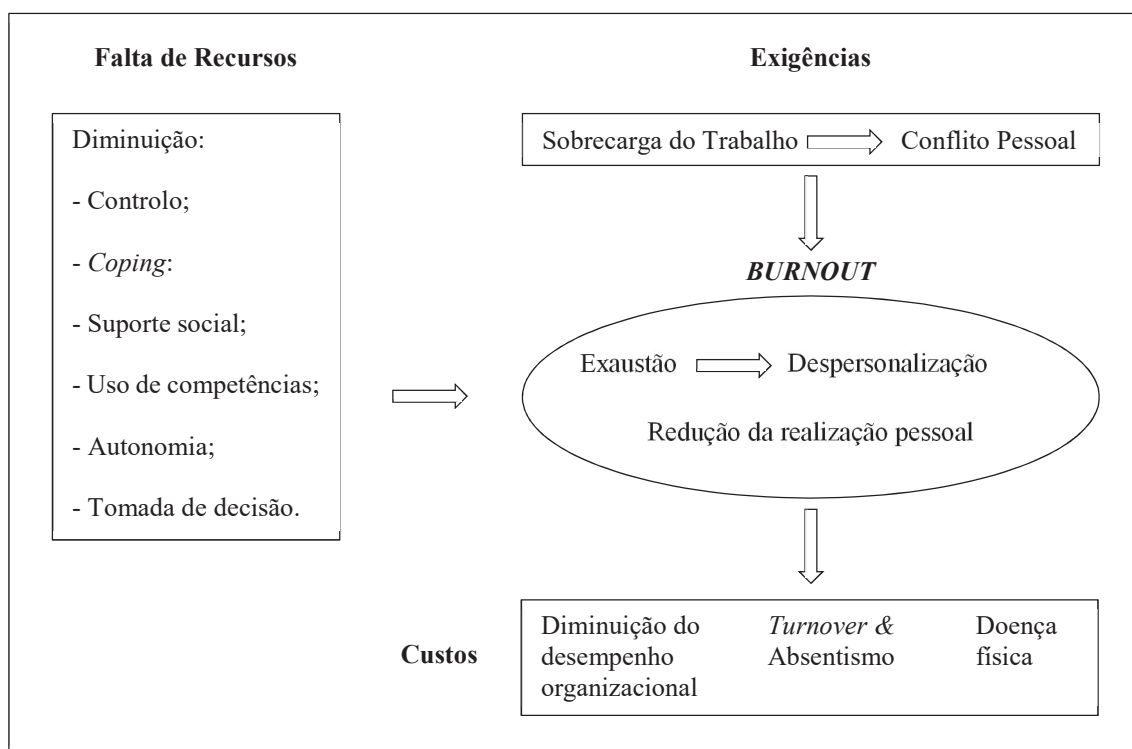 Falta de Recursos
Diminuição:
- Controlo;
- Coping:
- Suporte social;
- Uso de competências;
- Autonomia;
- Tomada de decisão.
Exigências
Sobrecarga do Trabalho
Conflito Pessoal
BURNOUT
Exaustão
Despersonalização
Redução da realização pessoal
Custos
Diminuição do
desempenho
organizacional
Turnover &
Absentismo
Doença
física